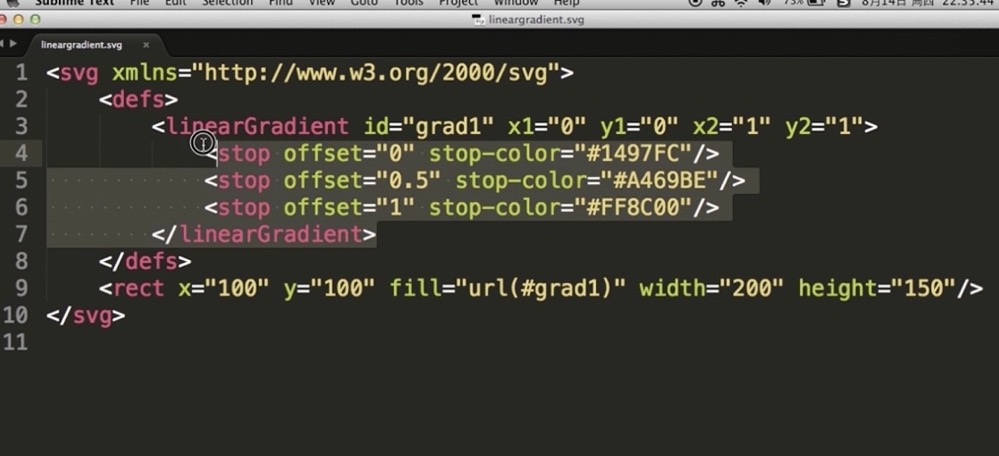 Sublime Text File Edit Selection Find View Goto Tools Project Window Help 75% 8月14日 周四 22:35:44
lineargradient.svg
lineargradient.svg ×
1 <svg xmlns="http://www.w3.org/2000/svg">
2 <defs>
3 <linearGradient id="grad1" x1="0" y1="0" x2="1" y2="1">
4 <stop offset="0" stop-color="#1497FC"/>
5 <stop offset="0.5" stop-color="#A469BE"/>
6 <stop offset="1" stop-color="#FF8C00"/>
7 </linearGradient>
8 </defs>
9 <rect x="100" y="100" fill="url(#grad1)" width="200" height="150"/>
10 </svg>
11